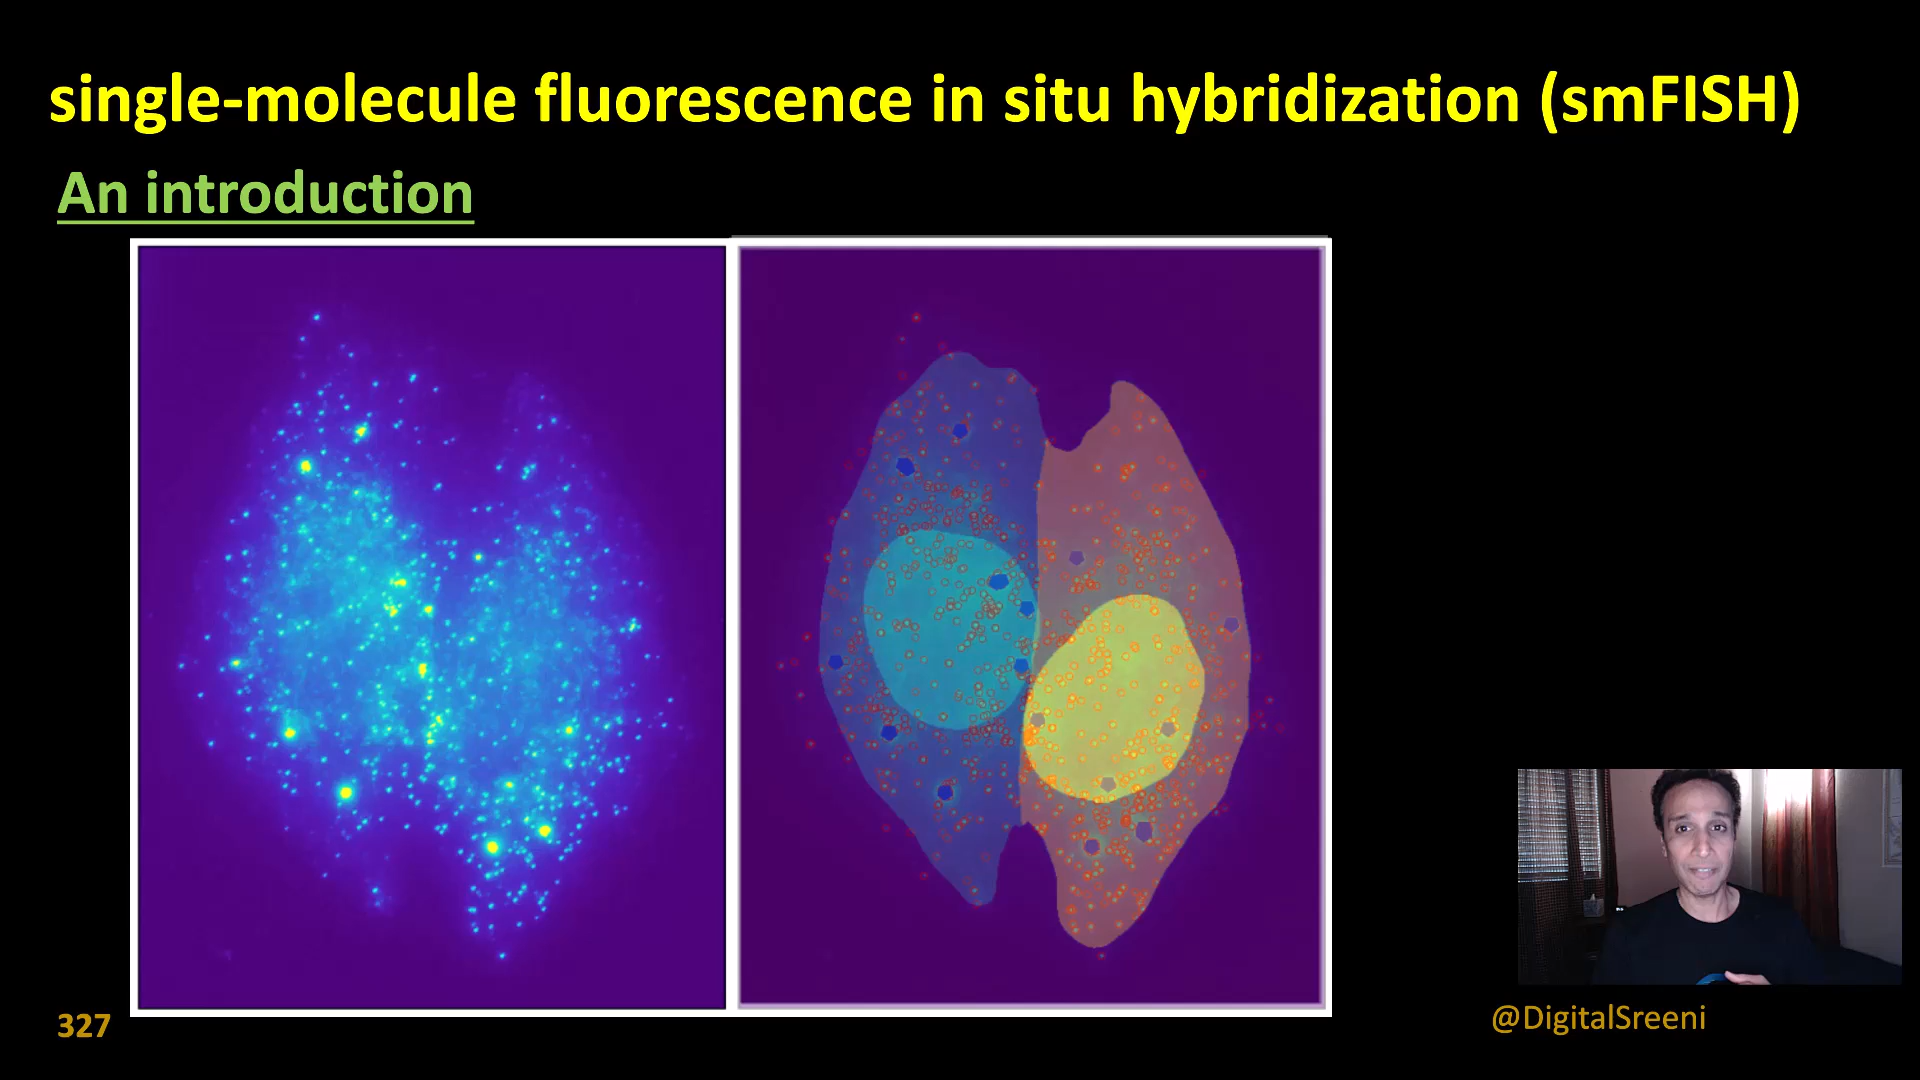 single-molecule fluorescence in situ hybridization (smFISH)
An introduction
327
@DigitalSreeni